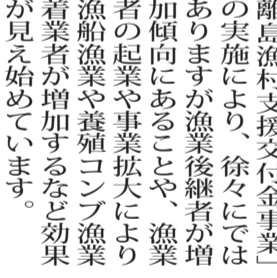 離島漁村支援交付金事業」
の実施により、徐々にでは
ありますが漁業後継者が増
加傾向にあることや、漁業
者の起業や事業拡大により
漁船漁業や養殖コンブ漁業
着業者が増加するなど効果
が見え始めています。